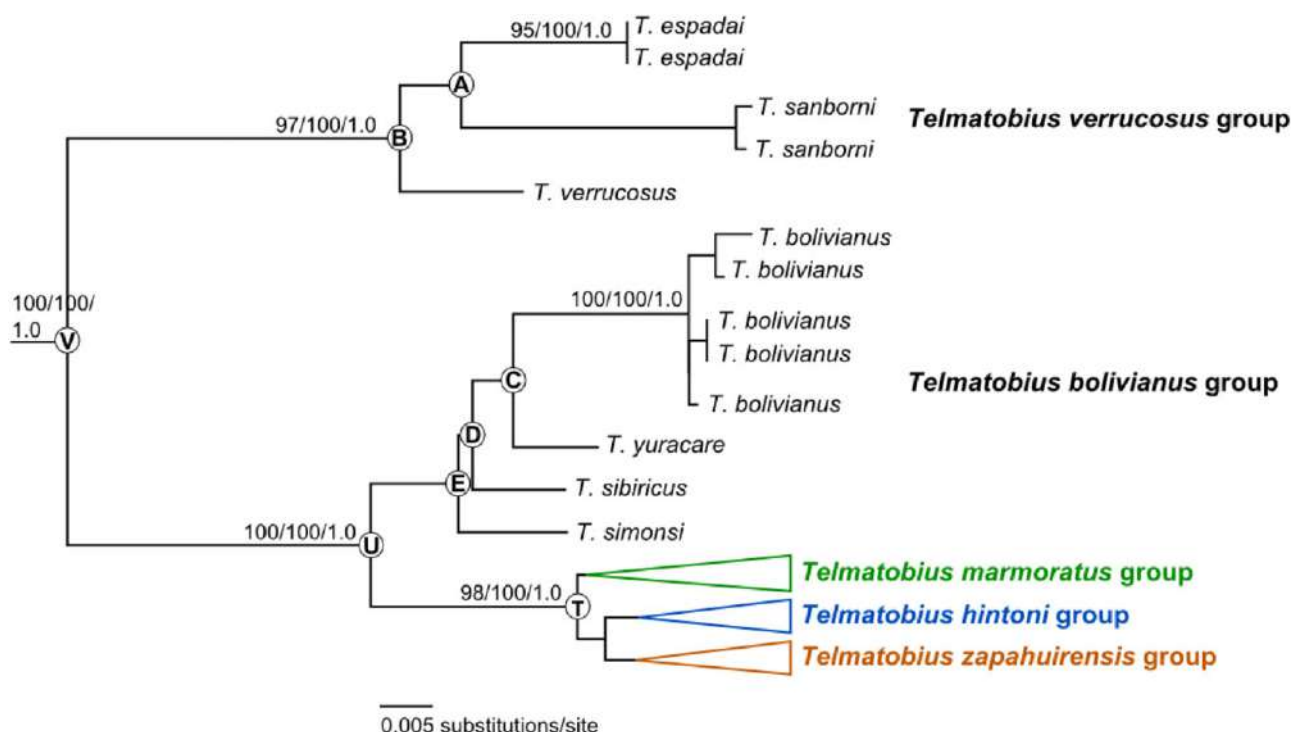 95/100/1.0
T. espadai
T. espadai
A
T. sanborni
Telmatobius verrucosus group
97/100/1.0
B
T. sanborni
T. verrucosus
T. bolivianus
T. bolivianus
100/100/1.0
T. bolivianus
100/100/
1.0
V
T. bolivianus
C
Telmatobius bolivianus group
T. bolivianus
D
T. yuracare
E
T. sibiricus
T. simonsi
100/100/1.0
U
Telmatobius marmoratus group
98/100/1.0
T
Telmatobius hintoni group
Telmatobius zapahuirensis group
0.005 substitutions/site